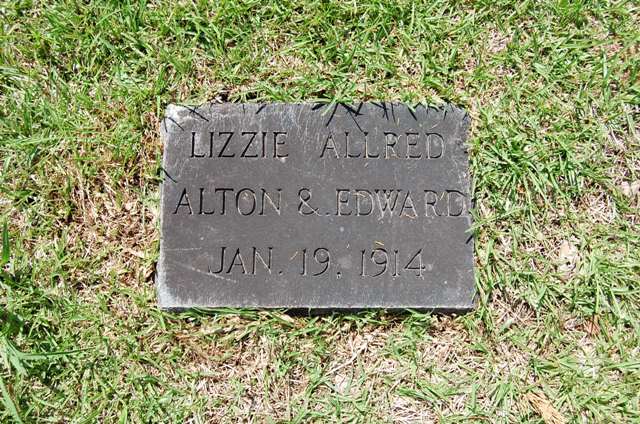 LIZZIE ALLRED
ALTON & EDWARD
JAN. 19, 1914